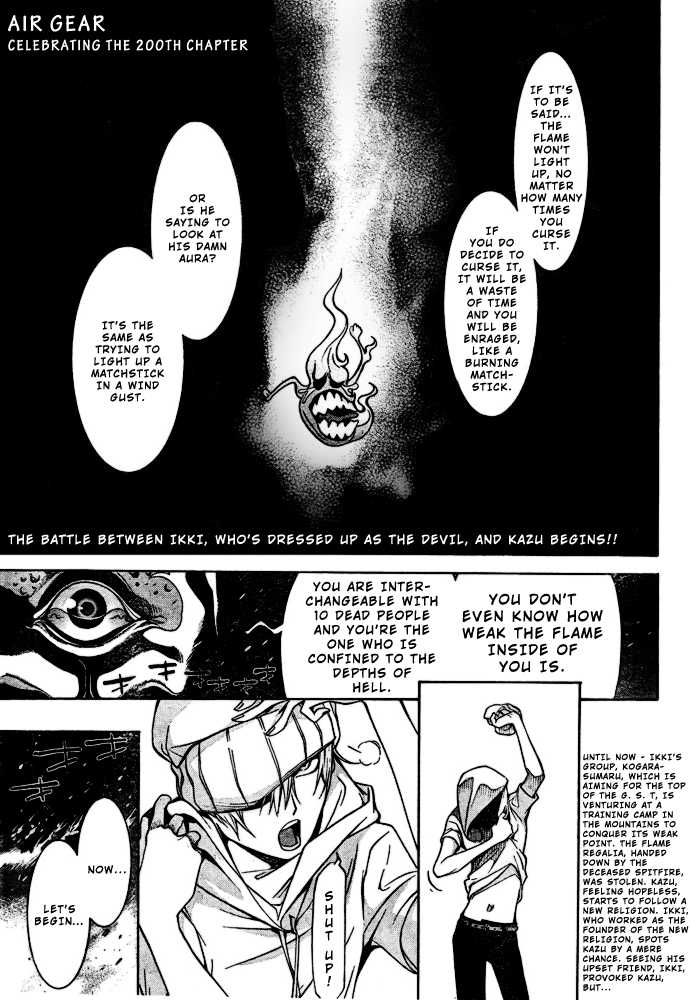 AIR GEAR
CELEBRATING THE 200TH CHAPTER
IF IT'S
TO BE
SAID...
THE
FLAME
WON'T
LIGHT
UP, NO
MATTER
HOW MANY
TIMES
YOU
CURSE
IT.
IF
YOU DO
DECIDE TO
CURSE IT,
IT WILL BE
A WASTE
OF TIME
AND YOU
WILL BE
ENRAGED,
LIKE A
BURNING
MATCH-
STICK.
OR
IS HE
SAYING TO
LOOK AT
HIS DAMN
AURA?
IT'S THE
SAME AS
TRYING TO
LIGHT UP A
MATCHSTICK
IN A WIND
GUST.
THE BATTLE BETWEEN IKKI, WHO'S DRESSED UP AS THE DEVIL, AND KAZU BEGINS!!
YOU DON'T
EVEN KNOW HOW
WEAK THE FLAME
INSIDE OF
YOU IS.
YOU ARE INTER-
CHANGEABLE WITH
10 DEAD PEOPLE
AND YOU'RE THE
ONE WHO IS
CONFINED TO THE
DEPTHS OF
HELL.
キキキキ
キキキ
UNTIL NOW - IKKI'S
GROUP, KOGARA-
SUMARU, WHICH IS
AIMING FOR THE TOP
OF THE G. S. T, IS
VENTURING AT A
TRAINING CAMP IN
THE MOUNTAINS TO
CONQUER ITS WEAK
POINT. THE FLAME
REGALIA, HANDED
DOWN BY THE
DECEASED SPITFIRE,
WAS STOLEN. KAZU,
FEELING HOPELESS,
STARTS TO FOLLOW A
NEW RELIGION. IKKI,
WHO WORKED AS THE
FOUNDER OF THE NEW
RELIGION, SPOTS
KAZU BY A MERE
CHANCE. SEEING HIS
UPSET FRIEND, IKKI,
PROVOKED KAZU,
BUT...
SHUT UP!
NOW...
LET'S
BEGIN...